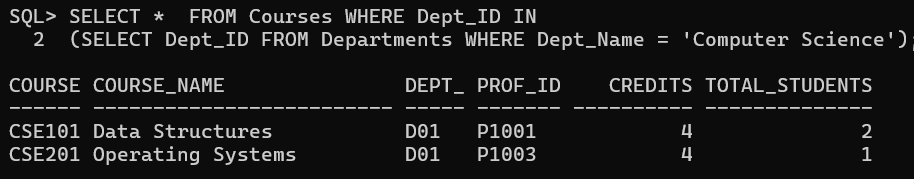 SQL> SELECT *  FROM Courses WHERE Dept_ID IN
  2  (SELECT Dept_ID FROM Departments WHERE Dept_Name = 'Computer Science');
COURSE COURSE_NAME               DEPT_ PROF_ID    CREDITS TOTAL_STUDENTS
------ ------------------------- ----- ------- ---------- --------------
CSE101 Data Structures           D01   P1001            4              2
CSE201 Operating Systems         D01   P1003            4              1